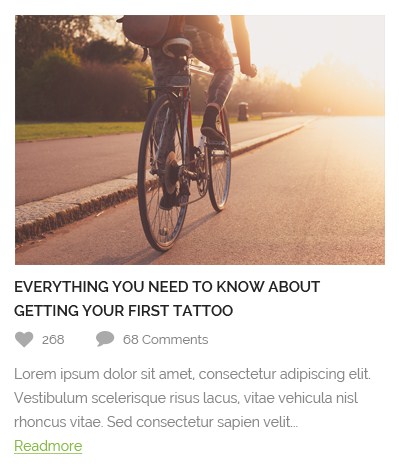 EVERYTHING YOU NEED TO KNOW ABOUT
GETTING YOUR FIRST TATTOO
268 68 Comments
Lorem ipsum dolor sit amet, consectetur adipiscing elit.
Vestibulum scelerisque risus lacus, vitae vehicula nisl
rhoncus vitae. Sed consectetur sapien velit...
Readmore